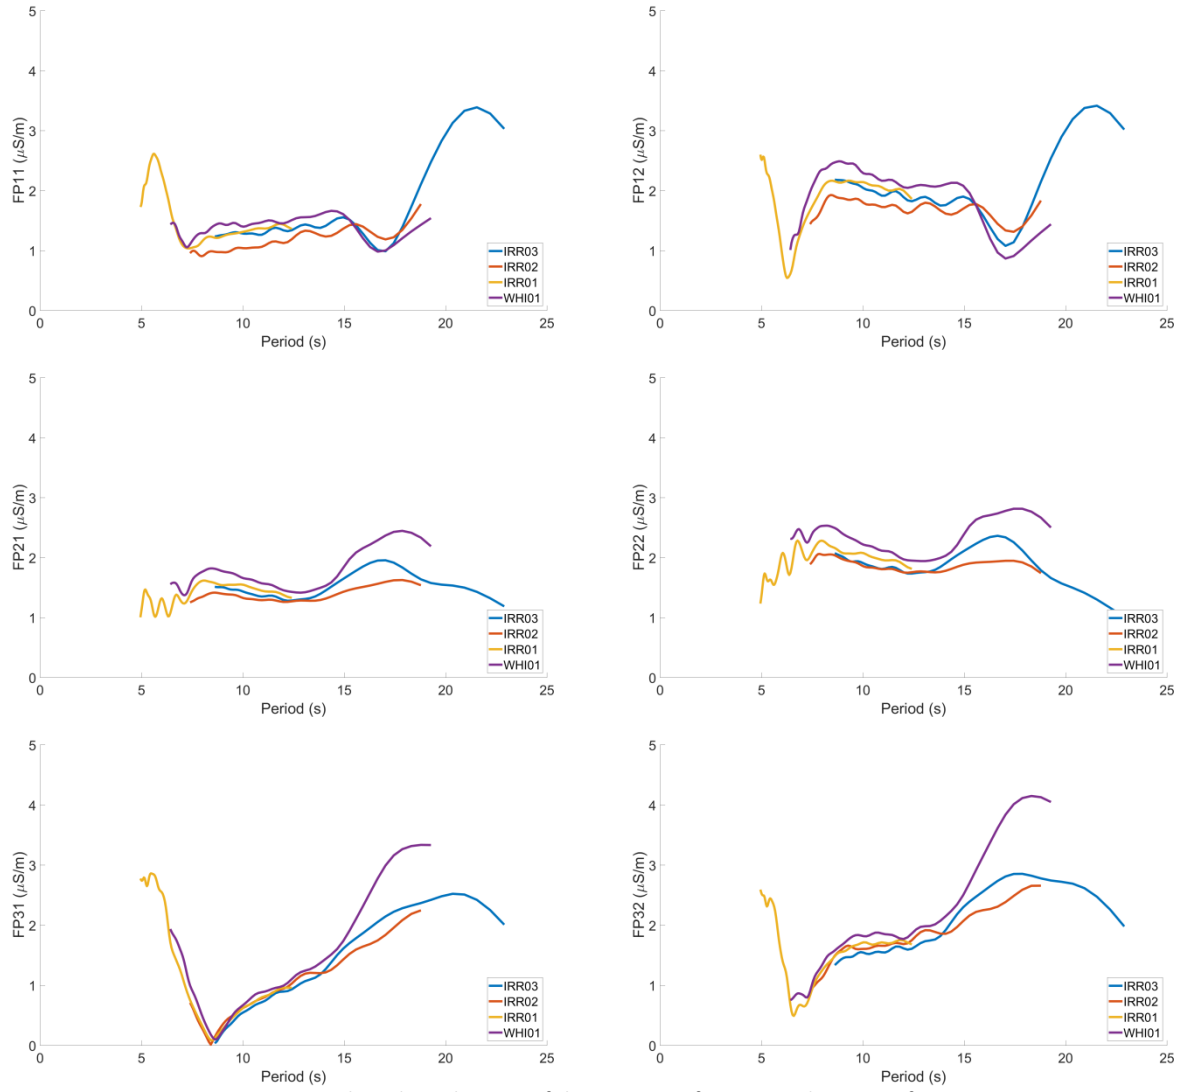 FP11 (μS/m)
5
4
3
2
1
0
0 5 10 15 20 25
Period (s)
IRR03
IRR02
IRR01
WHI01
FP12 (μS/m)
5
4
3
2
1
0
0 5 10 15 20 25
Period (s)
IRR03
IRR02
IRR01
WHI01
FP21 (μS/m)
5
4
3
2
1
0
0 5 10 15 20 25
Period (s)
IRR03
IRR02
IRR01
WHI01
FP22 (μS/m)
5
4
3
2
1
0
0 5 10 15 20 25
Period (s)
IRR03
IRR02
IRR01
WHI01
FP31 (μS/m)
5
4
3
2
1
0
0 5 10 15 20 25
Period (s)
IRR03
IRR02
IRR01
WHI01
FP32 (μS/m)
5
4
3
2
1
0
0 5 10 15 20 25
Period (s)
IRR03
IRR02
IRR01
WHI01